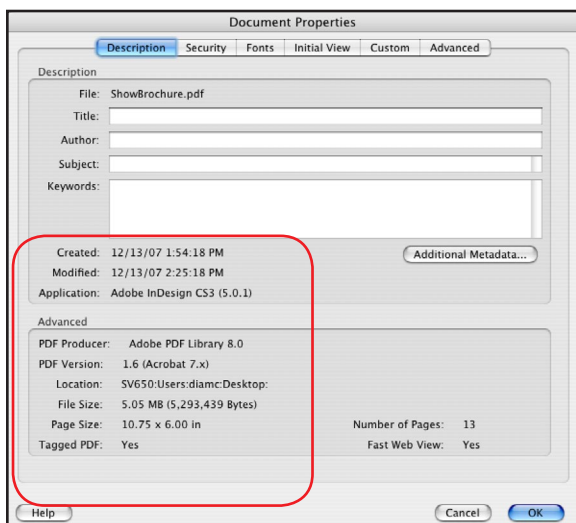 Document Properties
Description Security Fonts Initial View Custom Advanced
Description
File: ShowBrochure.pdf
Title:
Author:
Subject:
Keywords:
Created: 12/13/07 1:54:18 PM
Additional Metadata...
Modified: 12/13/07 2:25:18 PM
Application: Adobe InDesign CS3 (5.0.1)
Advanced
PDF Producer: Adobe PDF Library 8.0
PDF Version: 1.6 (Acrobat 7.x)
Location: SV650:Users:diamc:Desktop:
File Size: 5.05 MB (5,293,439 Bytes)
Page Size: 10.75 x 6.00 in Number of Pages: 13
Tagged PDF: Yes Fast Web View: Yes
Help Cancel OK